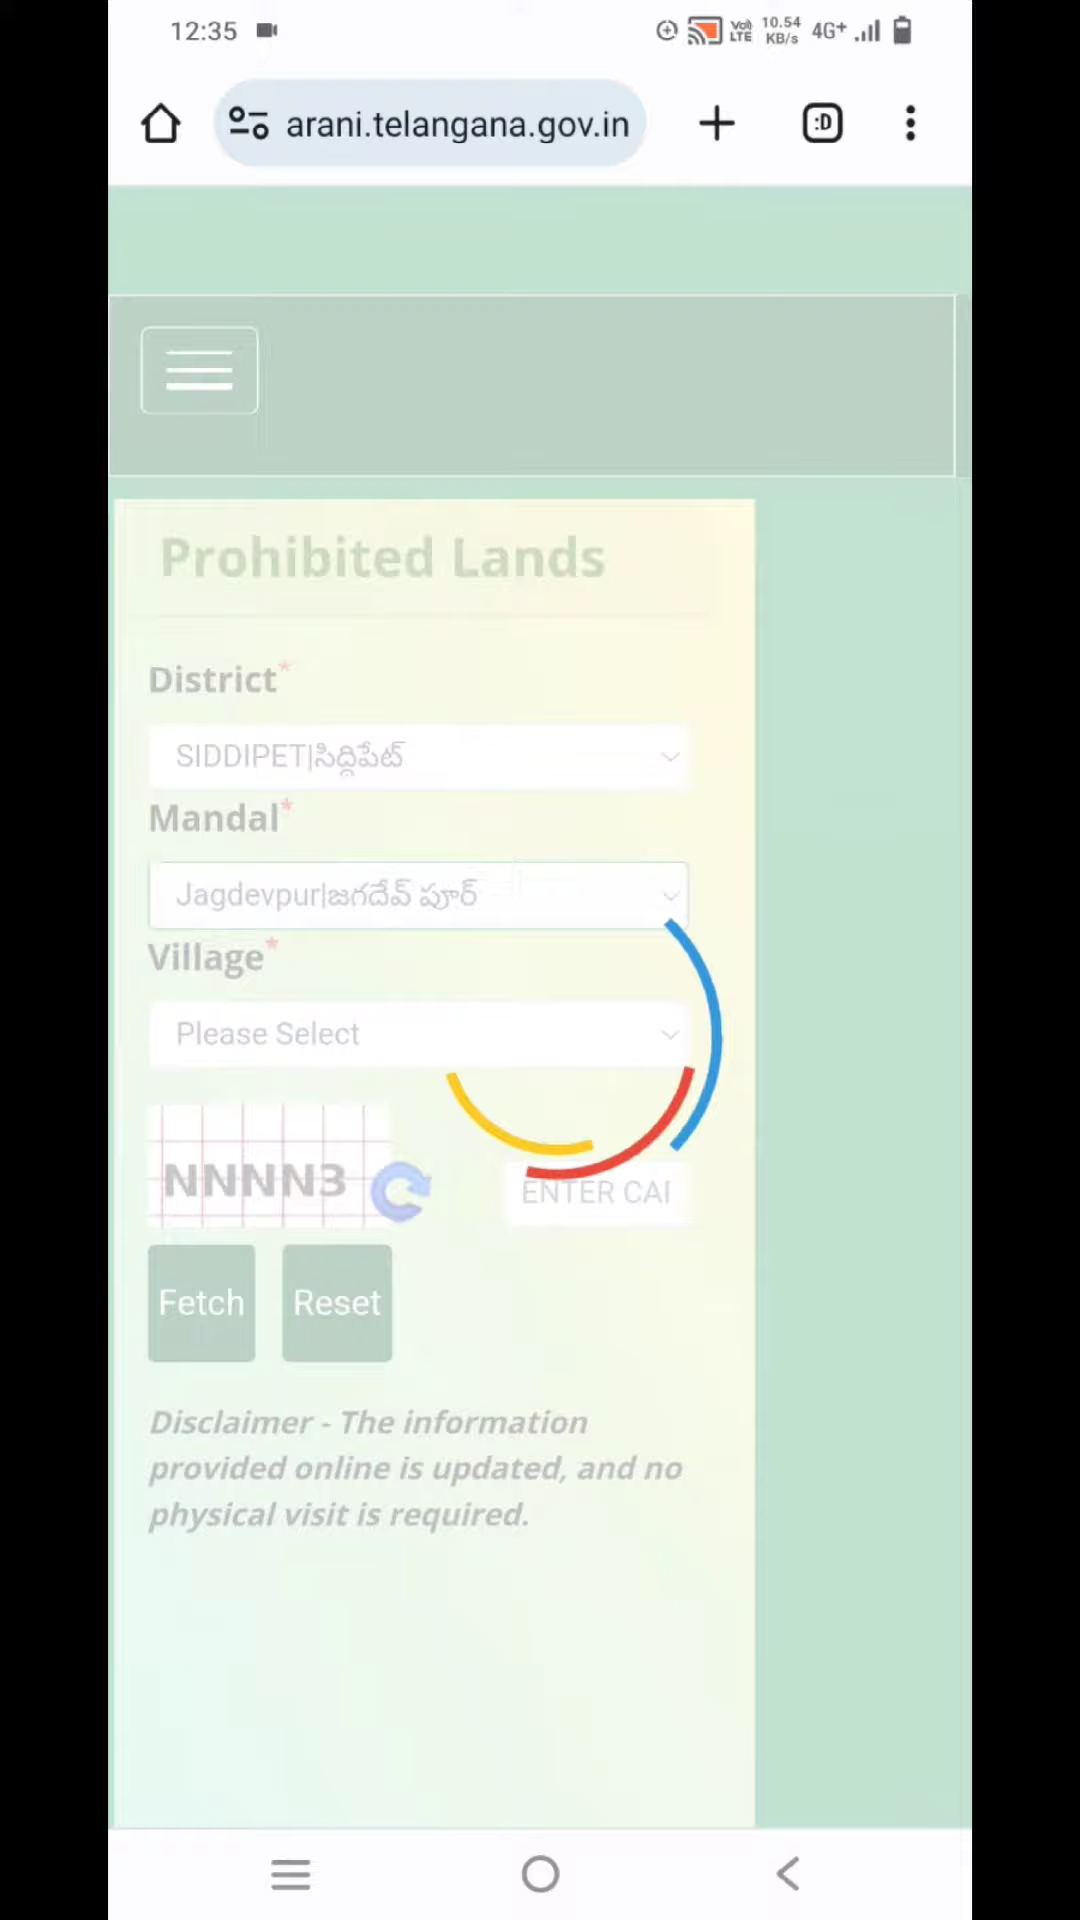 12:35
Vo) LTE
10.54 KB/s
4G+
arani.telangana.gov.in
:D
Prohibited Lands
District*
SIDDIPET|సిద్దిపేట్
Mandal*
Jagdevpur|జగదేవ్ పూర్
Village*
Please Select
NNNN3
ENTER CAI
Fetch
Reset
Disclaimer - The information
provided online is updated, and no
physical visit is required.